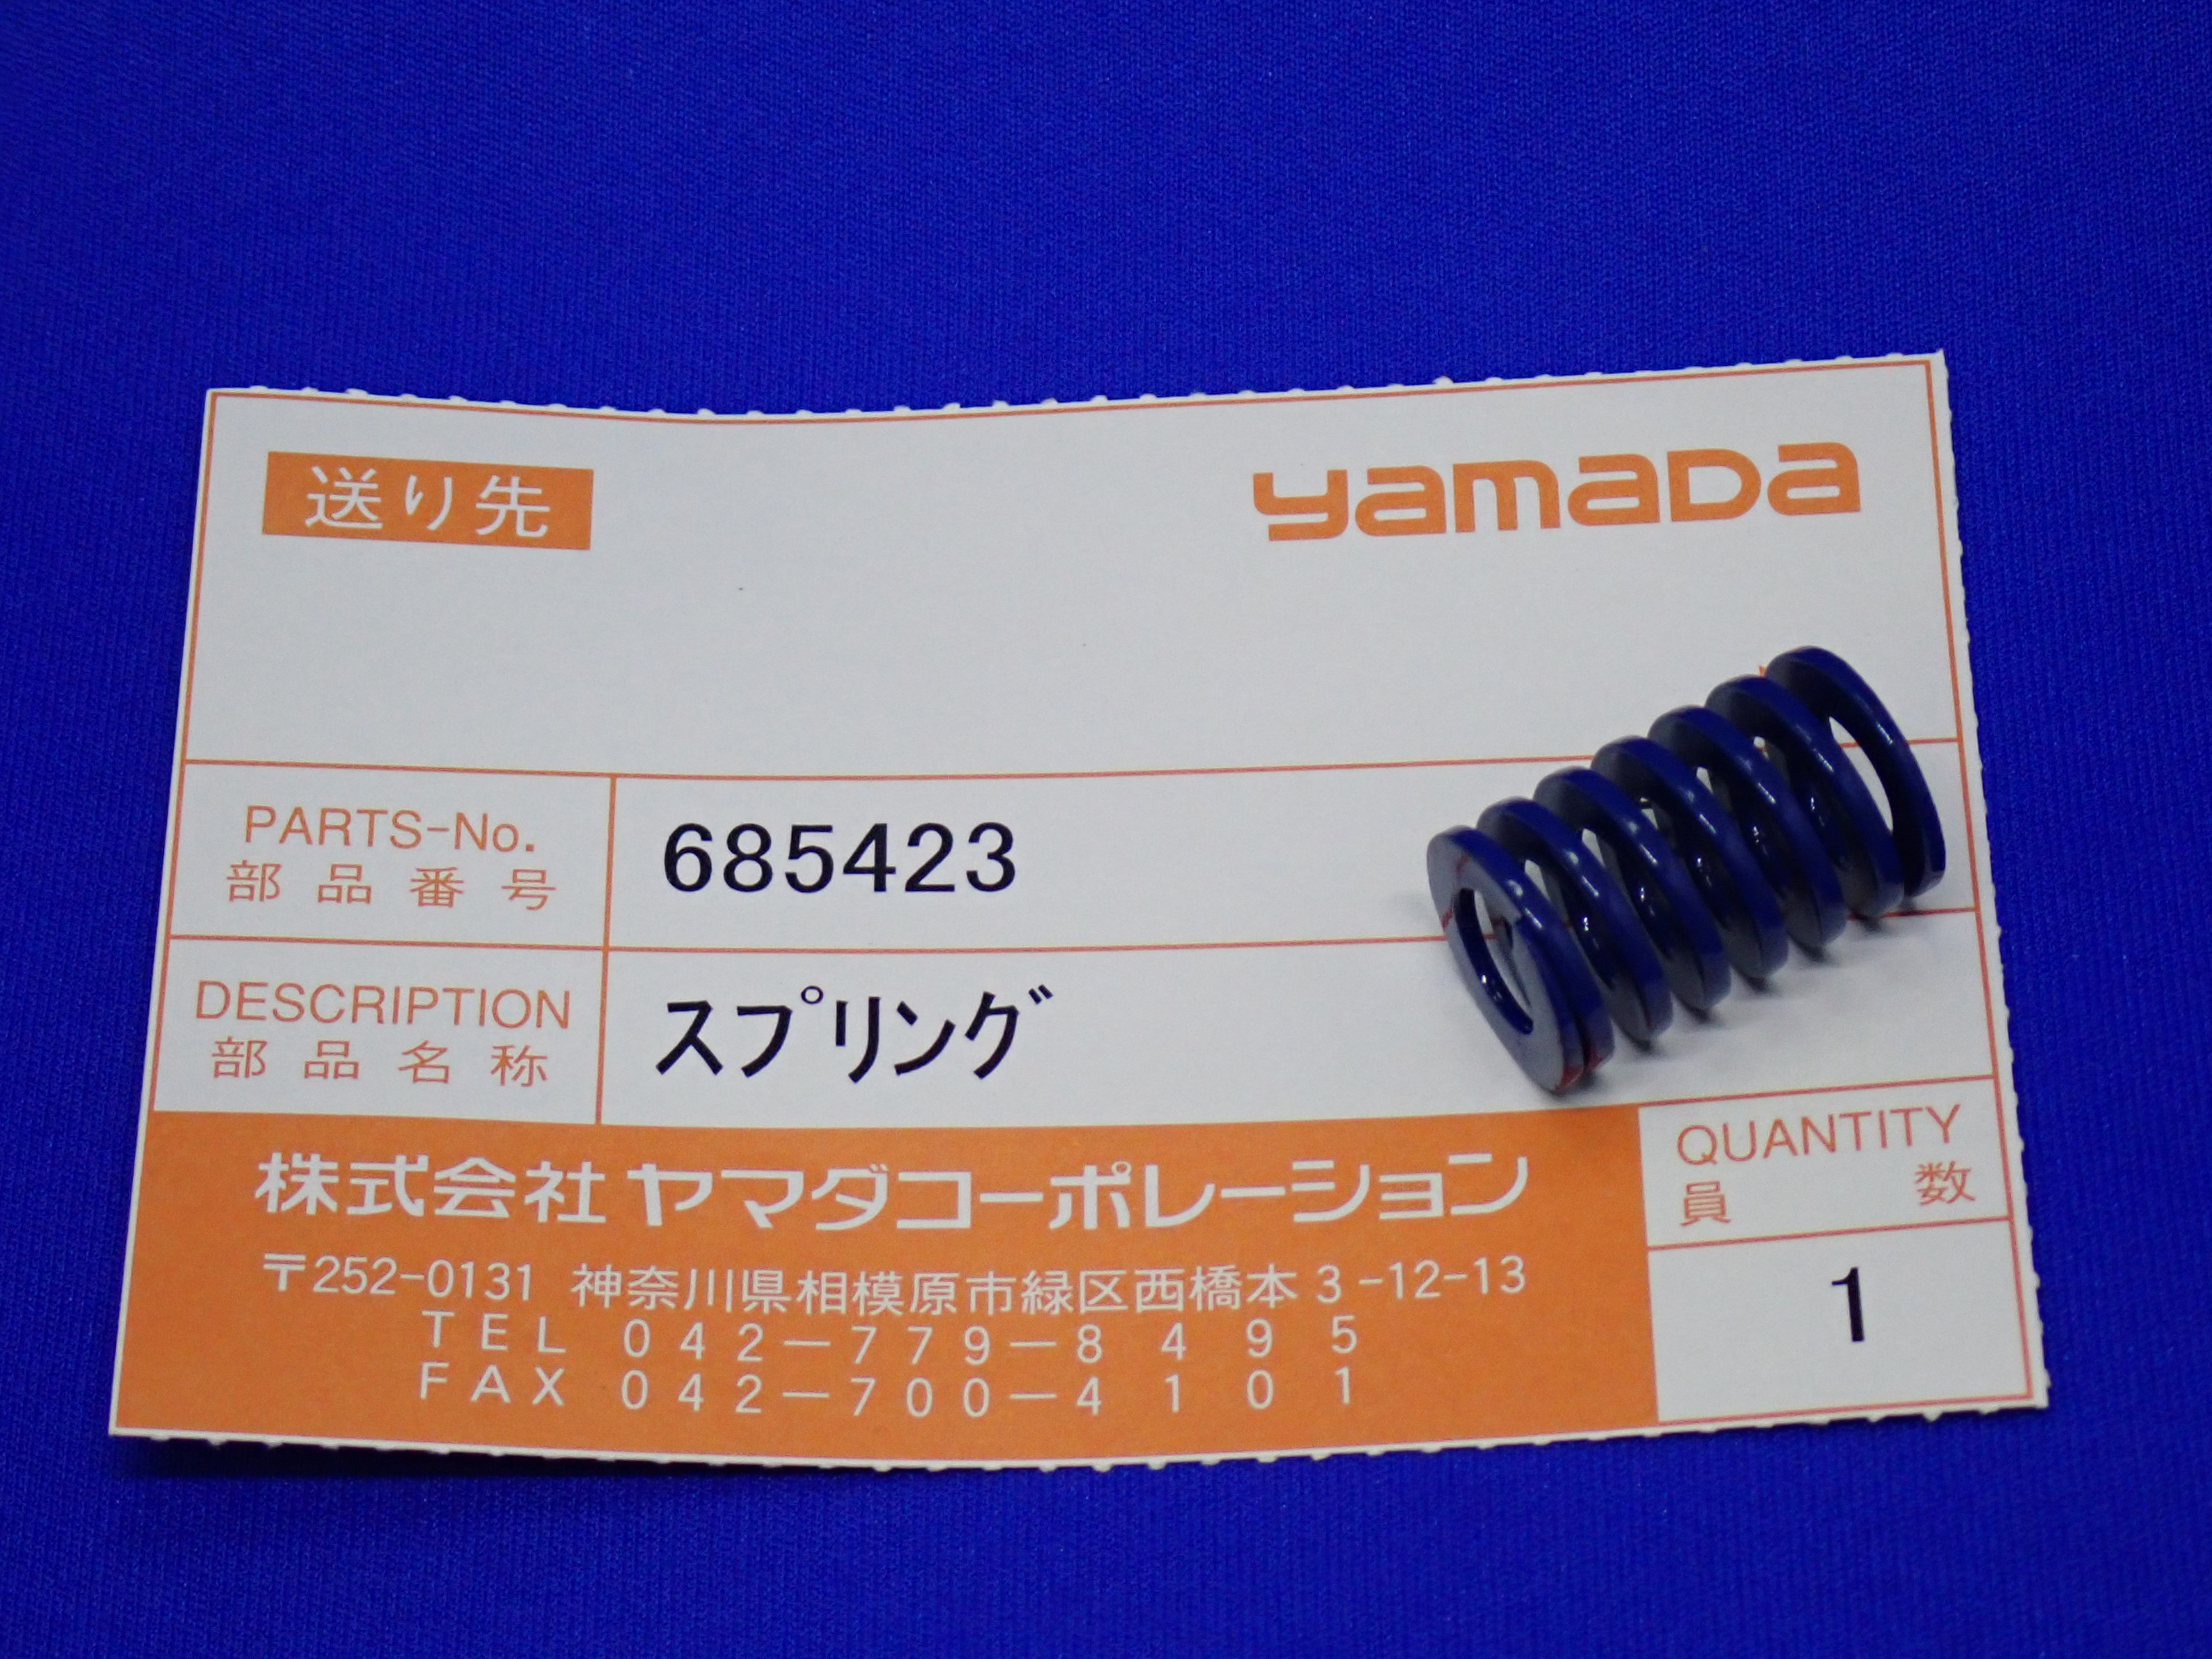 送り先
yamada
PARTS-No.
部品番号
685423
DESCRIPTION
部品名称
スプリング
株式会社ヤマダコーポレーション
〒252-0131 神奈川県相模原市緑区西橋本3-12-13
TEL 042-779-8495
FAX 042-700-4101
QUANTITY
員数
1